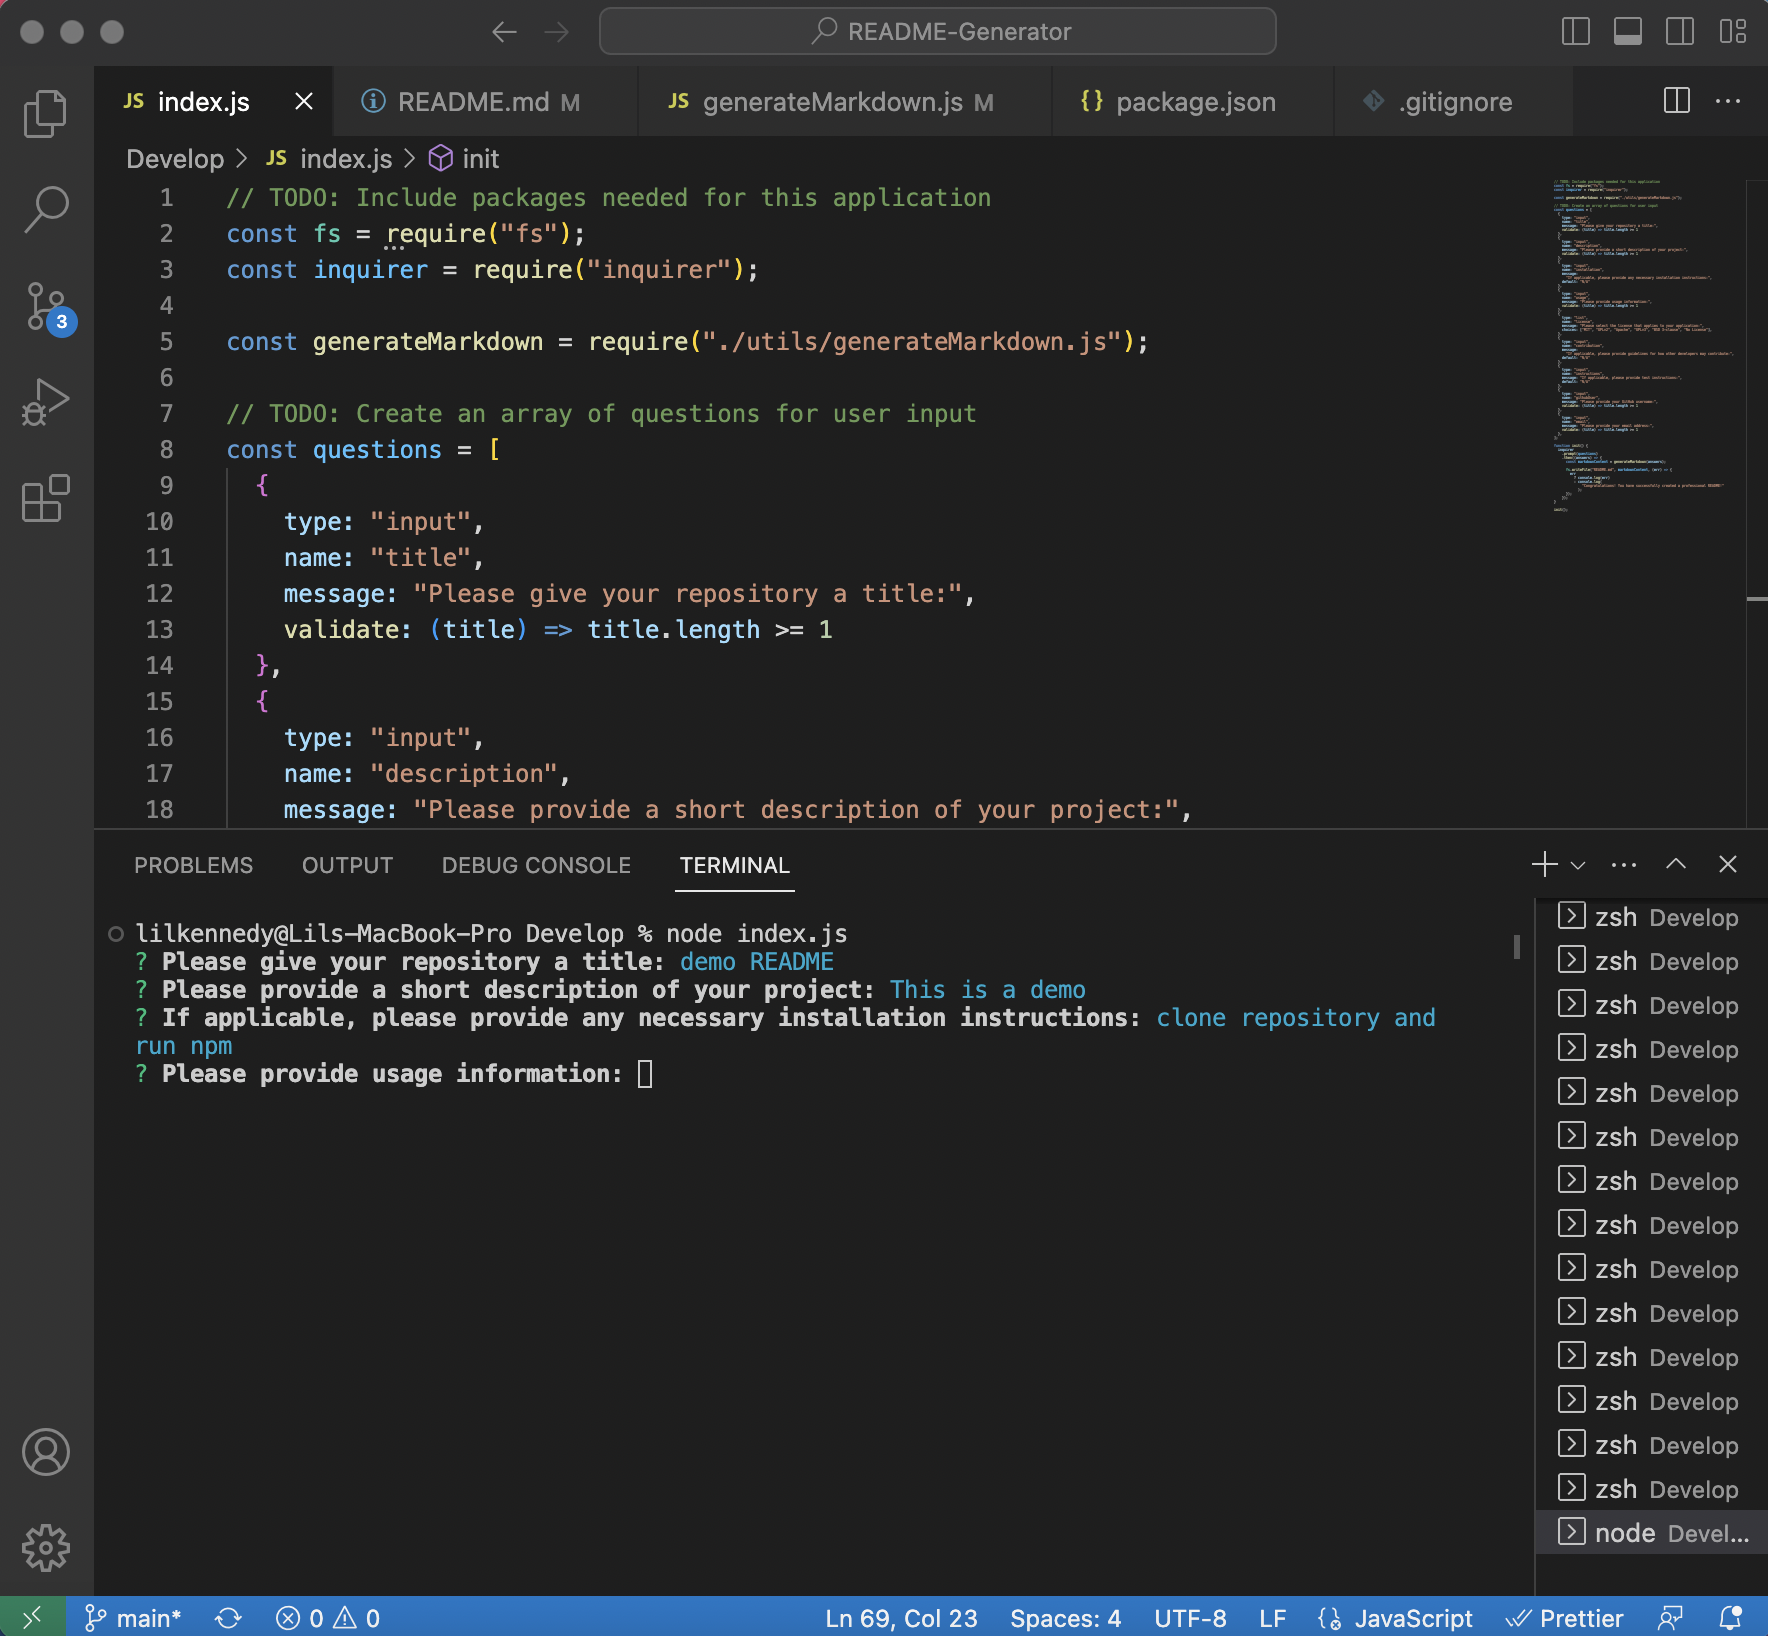 README-Generator
JS index.js
README.md M
JS generateMarkdown.js M
{} package.json
.gitignore
Develop > JS index.js > init
1 // TODO: Include packages needed for this application
2 const fs = require("fs");
3 const inquirer = require("inquirer");
4
5 const generateMarkdown = require("./utils/generateMarkdown.js");
6
7 // TODO: Create an array of questions for user input
8 const questions = [
9 {
10 type: "input",
11 name: "title",
12 message: "Please give your repository a title:",
13 validate: (title) => title.length >= 1
14 },
15 {
16 type: "input",
17 name: "description",
18 message: "Please provide a short description of your project:",
3
PROBLEMS OUTPUT DEBUG CONSOLE TERMINAL
lilkennedy@Lils-MacBook-Pro Develop % node index.js
? Please give your repository a title: demo README
? Please provide a short description of your project: This is a demo
? If applicable, please provide any necessary installation instructions: clone repository and
run npm
? Please provide usage information:
zsh Develop
zsh Develop
zsh Develop
zsh Develop
zsh Develop
zsh Develop
zsh Develop
zsh Develop
zsh Develop
zsh Develop
zsh Develop
zsh Develop
zsh Develop
zsh Develop
node Devel...
main* 0 0 Ln 69, Col 23 Spaces: 4 UTF-8 LF JavaScript Prettier